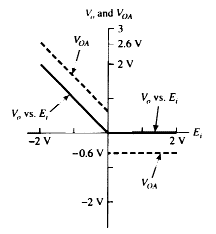 V_o and V_OA
3
2.6 V
V_OA
2 V
V_o vs. E_i
V_o vs. E_i
E_i
−2 V
2 V
−0.6 V
V_OA
−2 V